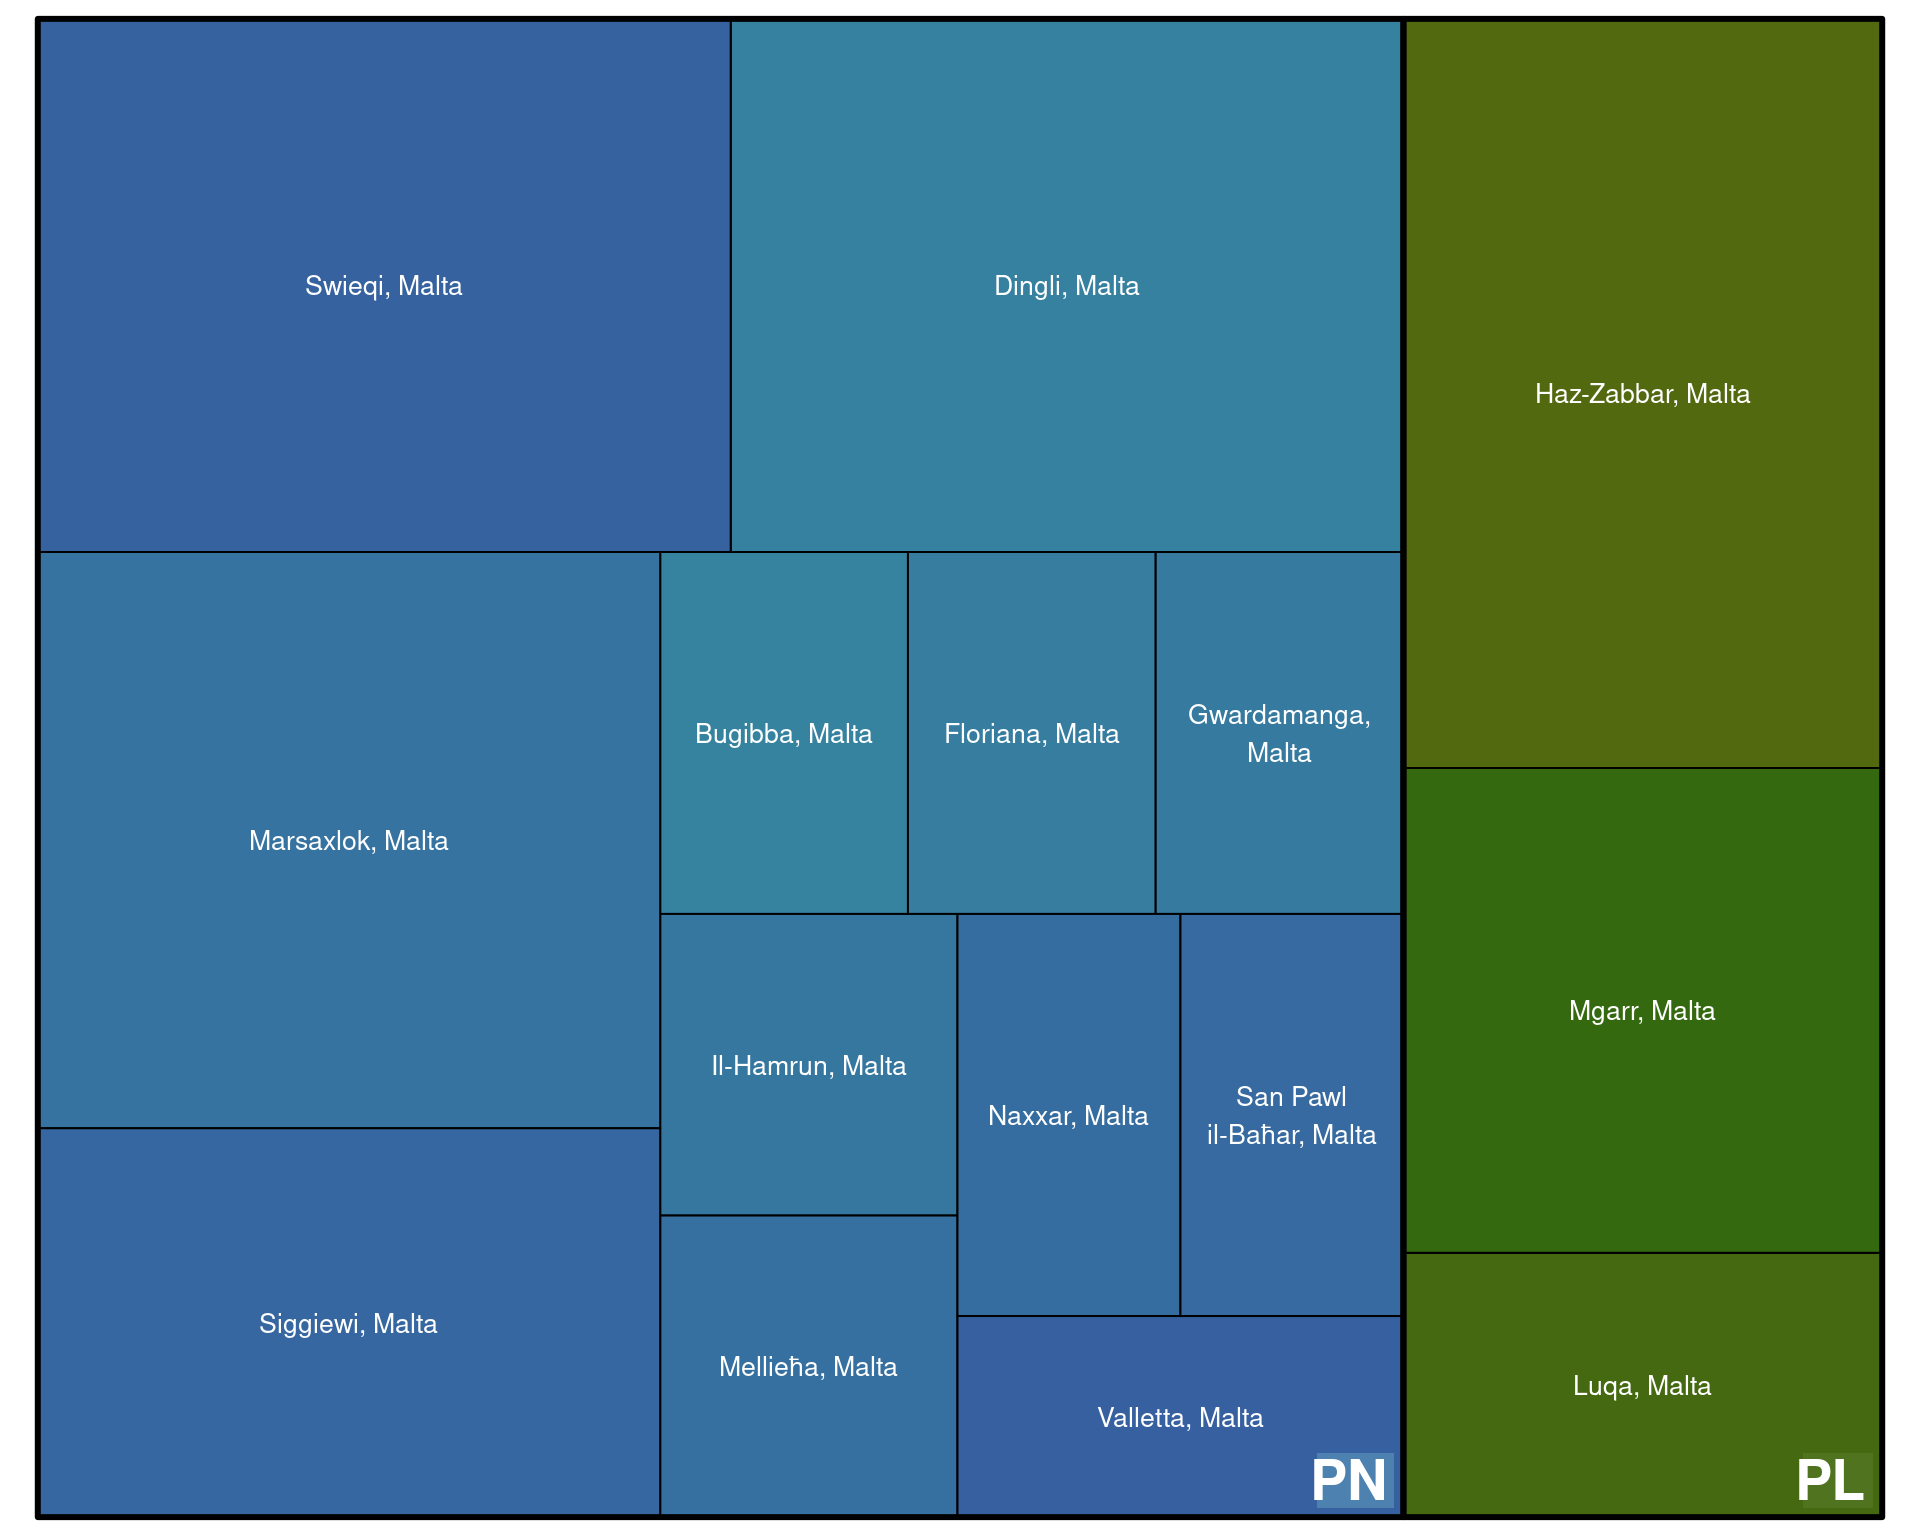 Swieqi, Malta
Dingli, Malta
Haz-Zabbar, Malta
Marsaxlok, Malta
Bugibba, Malta
Floriana, Malta
Gwardamanga,
Malta
Il-Hamrun, Malta
Naxxar, Malta
San Pawl
il-Baħar, Malta
Mgarr, Malta
Siggiewi, Malta
Mellieħa, Malta
Valletta, Malta
Luqa, Malta
PN
PL